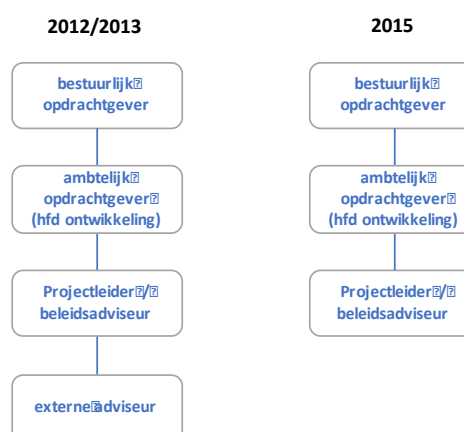 2012/2013
bestuurlijk
opdrachtgever
ambtelijk
opdrachtgever
(hfd ontwikkeling)
Projectleider / 
beleidsadviseur
externe adviseur
2015
bestuurlijk
opdrachtgever
ambtelijk
opdrachtgever
(hfd ontwikkeling)
Projectleider / 
beleidsadviseur